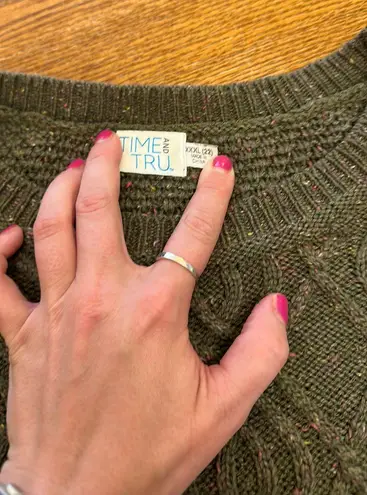 TIME AND
TRU
XXXL (22)
MADE IN
CHINA